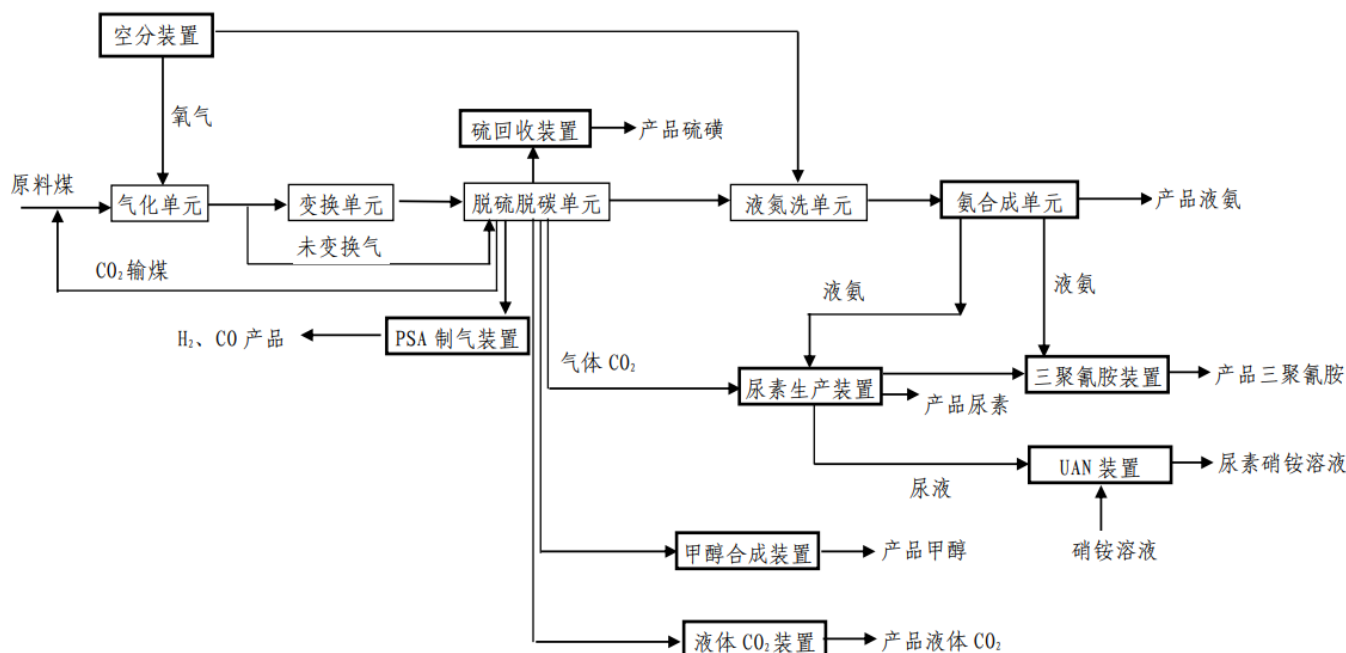 空分装置
氧气
硫回收装置
产品硫磺
原料煤
气化单元
变换单元
脱硫脱碳单元
液氮洗单元
氨合成单元
产品液氨
未变换气
CO₂输煤
液氨
液氨
H₂、CO 产品
PSA 制气装置
气体 CO₂
尿素生产装置
三聚氰胺装置
产品三聚氰胺
产品尿素
UAN 装置
尿素硝铵溶液
尿液
甲醇合成装置
产品甲醇
硝铵溶液
液体 CO₂ 装置
产品液体 CO₂